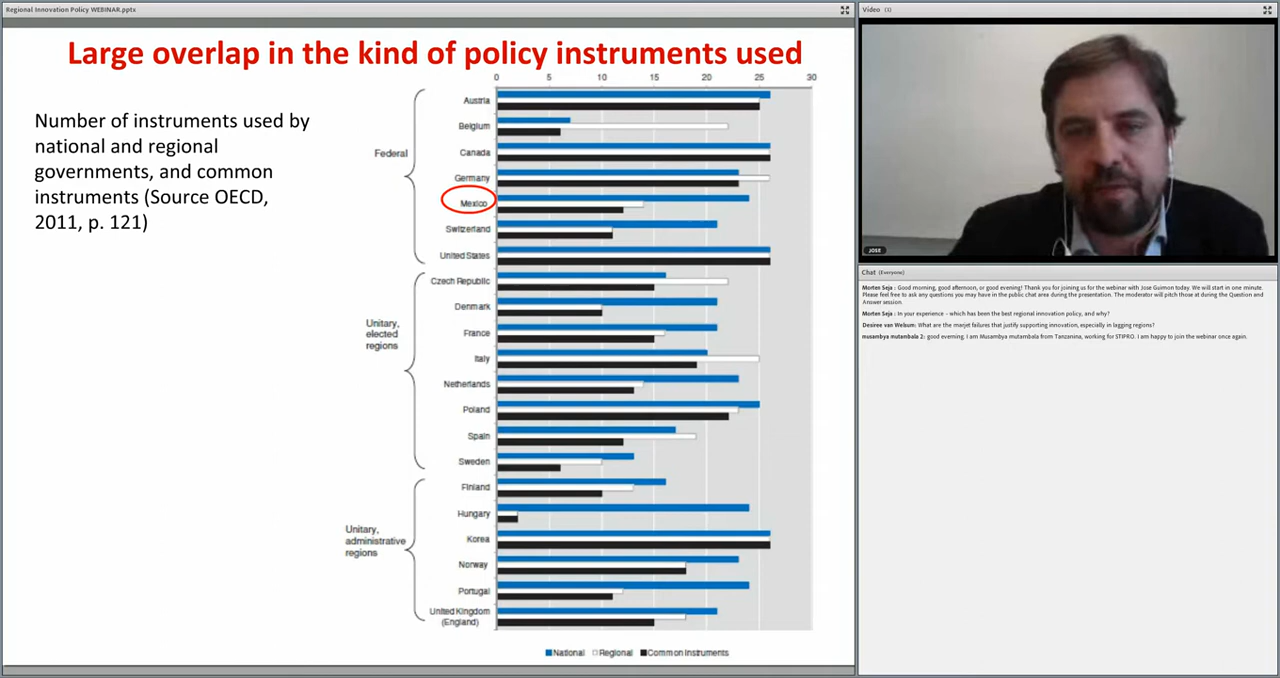 Regional Innovation Policy WEBINAR.pptx
Large overlap in the kind of policy instruments used
Number of instruments used by
national and regional
governments, and common
instruments (Source OECD,
2011, p. 121)
0 5 10 15 20 25 30
Federal
Austria
Belgium
Canada
Germany
Mexico
Switzerland
United States
Unitary,
elected
regions
Czech Republic
Denmark
France
Italy
Netherlands
Poland
Spain
Sweden
Unitary,
administrative
regions
Finland
Hungary
Korea
Norway
Portugal
United Kingdom
(England)
National Regional Common Instruments
Video (1)
JOSE
Chat (Everyone)
Morten Seja : Good morning, good afternoon, or good evening! Thank you for joining us for the webinar with Jose Guimon today. We will start in one minute.
Please feel free to ask any questions you may have in the public chat area during the presentation. The moderator will pitch those at during the Question and
Answer session.
Morten Seja : In your experience - which has been the best regional innovation policy, and why?
Desiree van Welsum: What are the marjet failures that justify supporting innovation, especially in lagging regions?
musambya mutambala 2: good everning. I am Musambya mutambala from Tanzanina, working for STIPRO. I am happy to join the webinar once again.